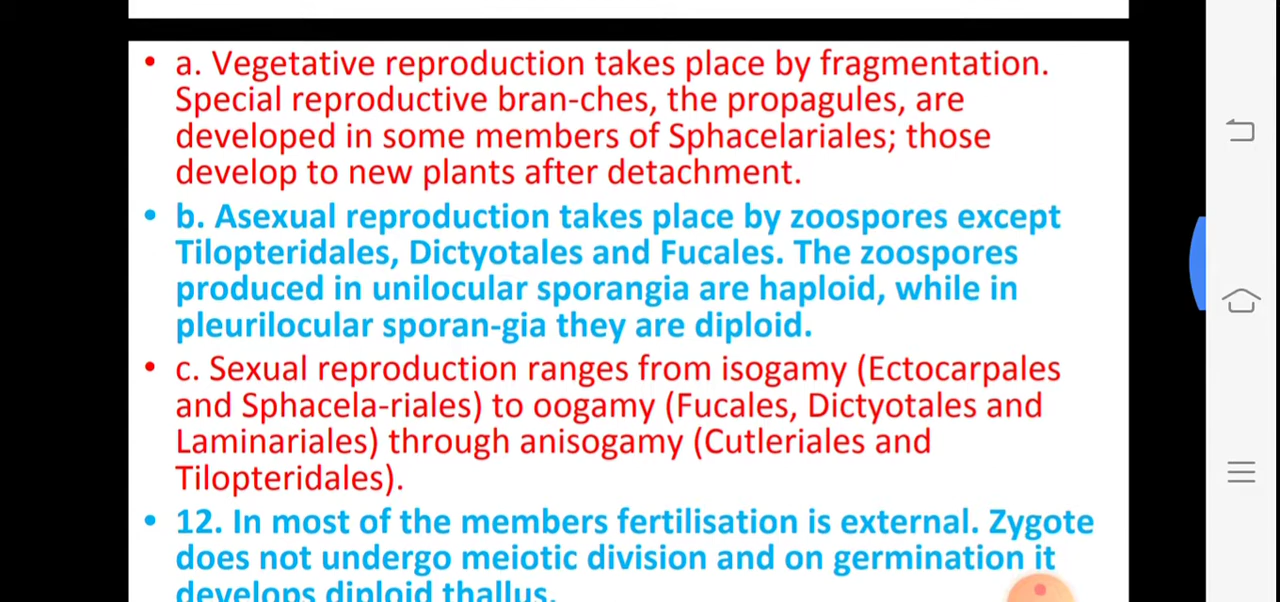 • a. Vegetative reproduction takes place by fragmentation.
Special reproductive bran-ches, the propagules, are
developed in some members of Sphacelariales; those
develop to new plants after detachment.
• b. Asexual reproduction takes place by zoospores except
Tilopteridales, Dictyotales and Fucales. The zoospores
produced in unilocular sporangia are haploid, while in
pleurilocular sporan-gia they are diploid.
• c. Sexual reproduction ranges from isogamy (Ectocarpales
and Sphacela-riales) to oogamy (Fucales, Dictyotales and
Laminariales) through anisogamy (Cutleriales and
Tilopteridales).
• 12. In most of the members fertilisation is external. Zygote
does not undergo meiotic division and on germination it
develops diploid thallus.